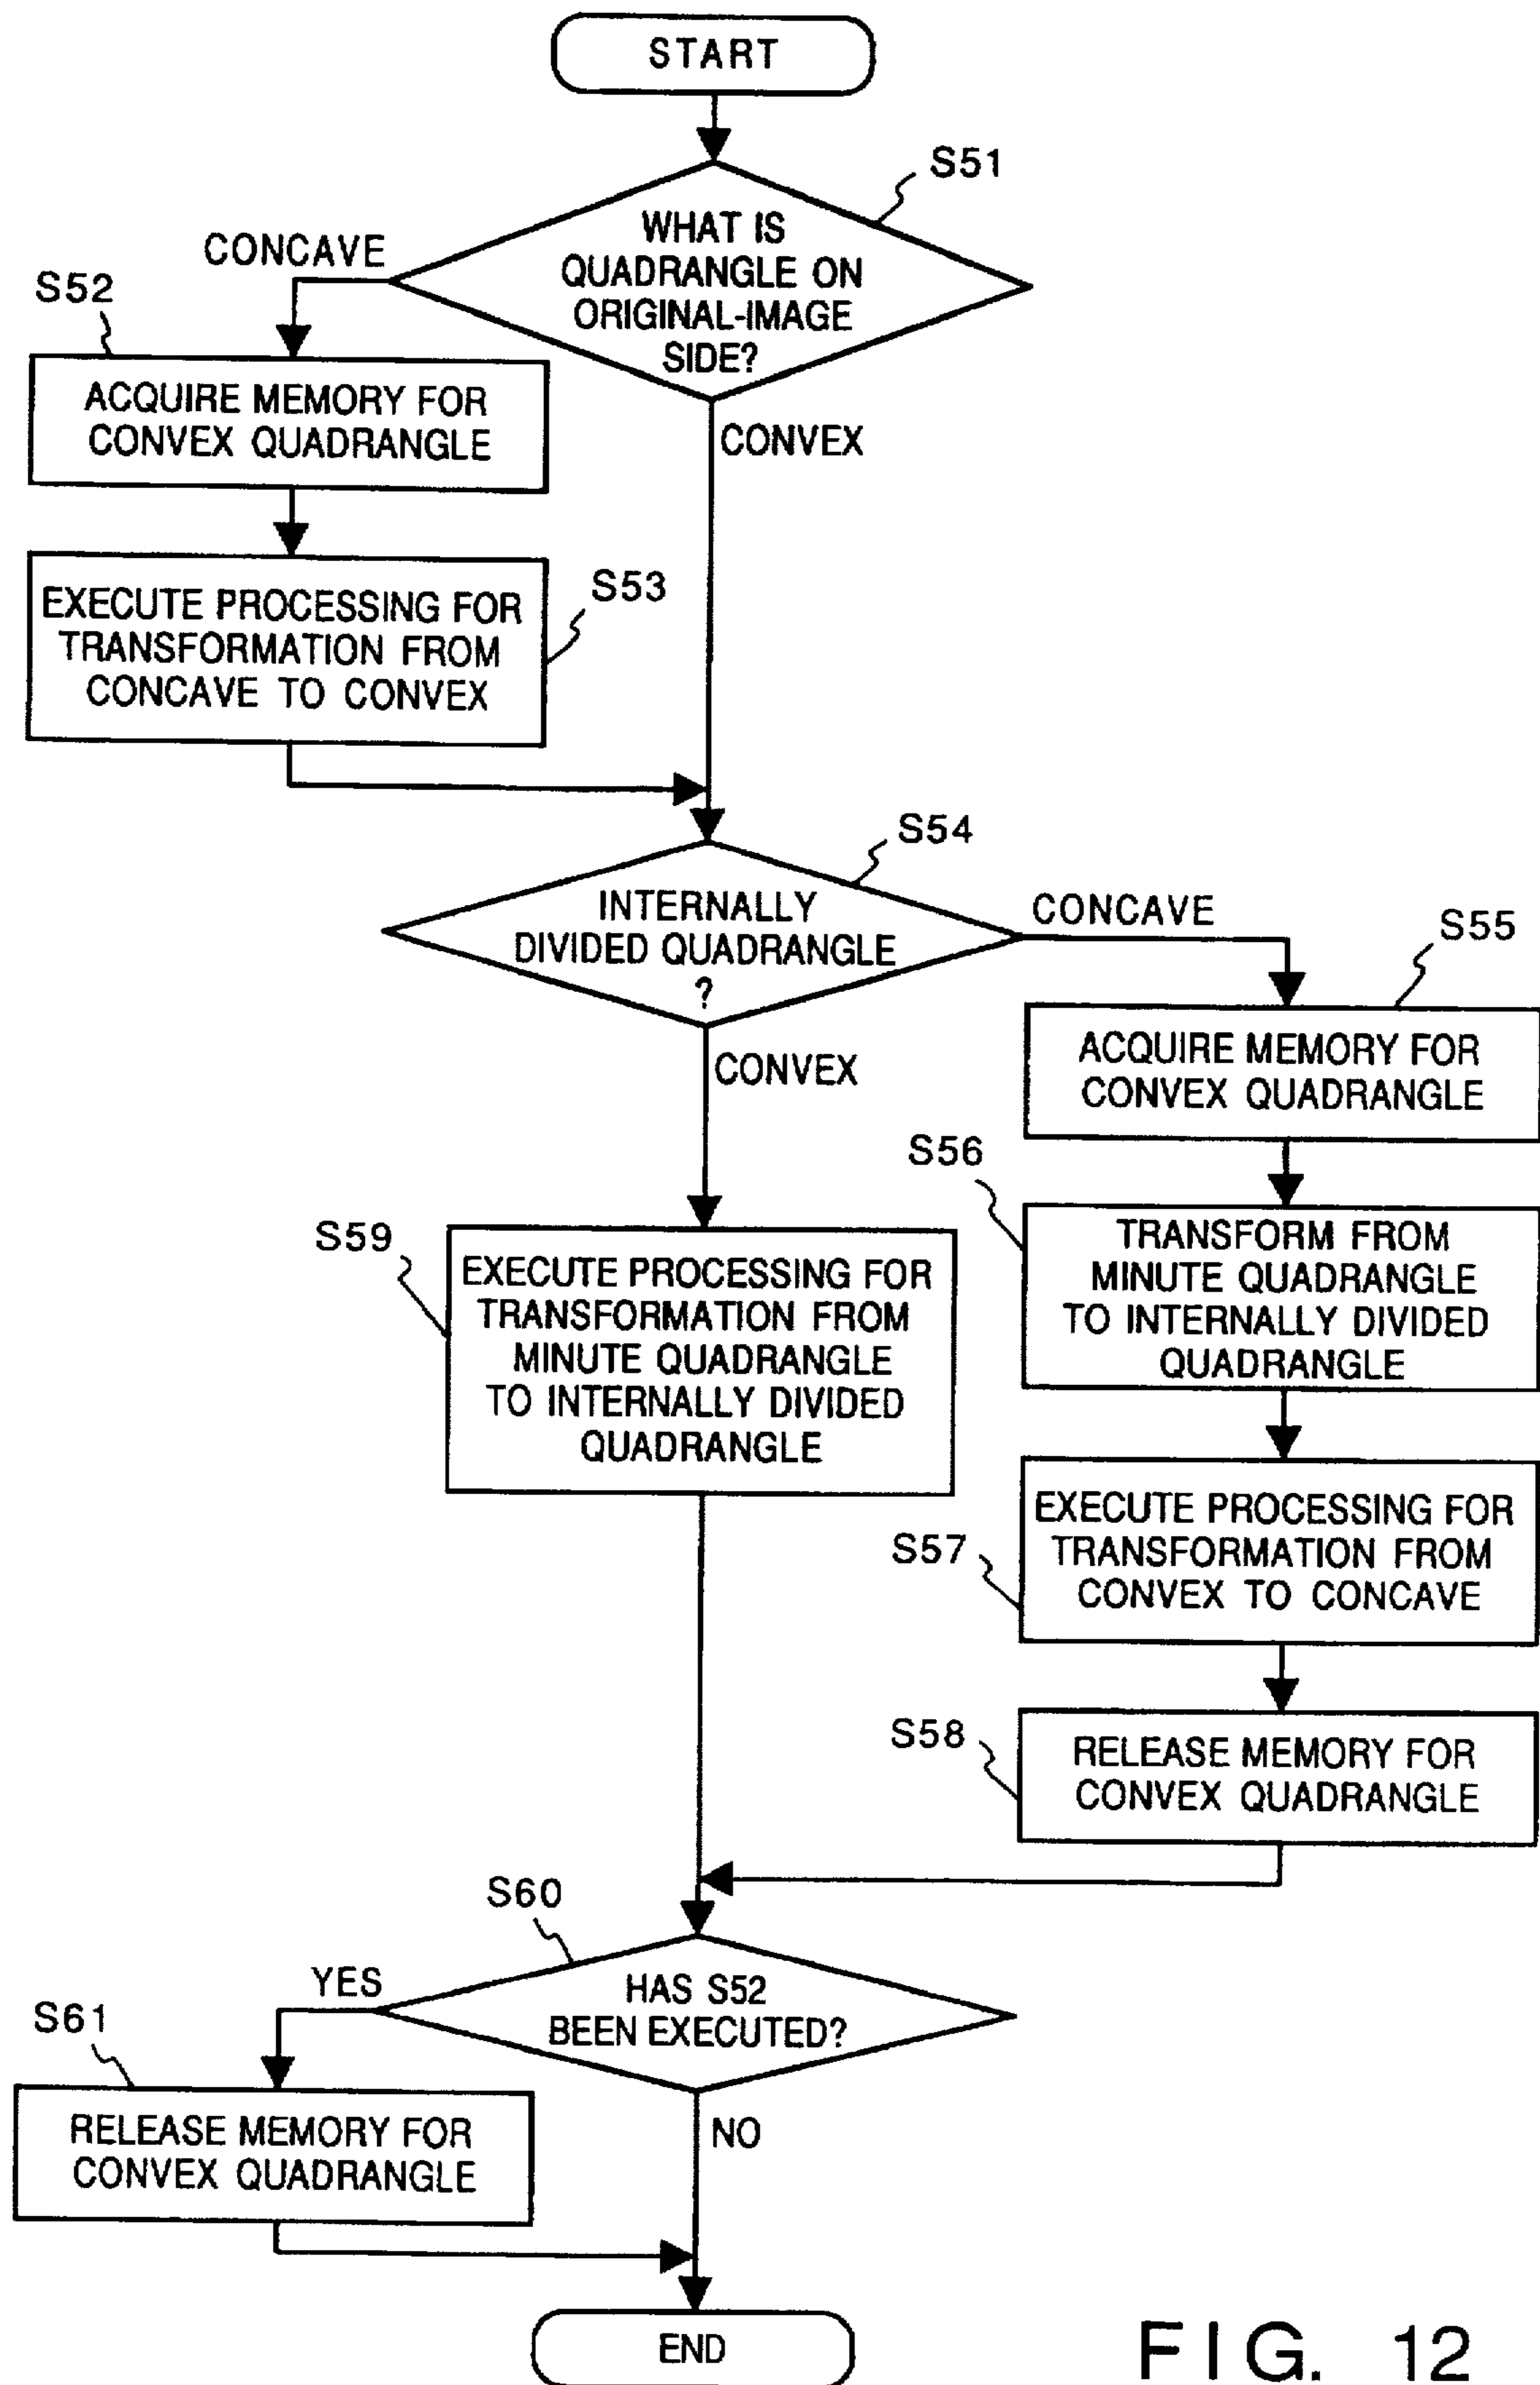 START
S51
WHAT IS
QUADRANGLE ON
ORIGINAL-IMAGE
SIDE?
CONCAVE
CONVEX
S52
ACQUIRE MEMORY FOR
CONVEX QUADRANGLE
S53
EXECUTE PROCESSING FOR
TRANSFORMATION FROM
CONCAVE TO CONVEX
S54
INTERNALLY
DIVIDED QUADRANGLE
?
CONCAVE
CONVEX
S55
ACQUIRE MEMORY FOR
CONVEX QUADRANGLE
S56
TRANSFORM FROM
MINUTE QUADRANGLE
TO INTERNALLY DIVIDED
QUADRANGLE
S59
EXECUTE PROCESSING FOR
TRANSFORMATION FROM
MINUTE QUADRANGLE
TO INTERNALLY DIVIDED
QUADRANGLE
S57
EXECUTE PROCESSING FOR
TRANSFORMATION FROM
CONVEX TO CONCAVE
S58
RELEASE MEMORY FOR
CONVEX QUADRANGLE
S60
HAS S52
BEEN EXECUTED?
YES
NO
S61
RELEASE MEMORY FOR
CONVEX QUADRANGLE
END
FIG. 12